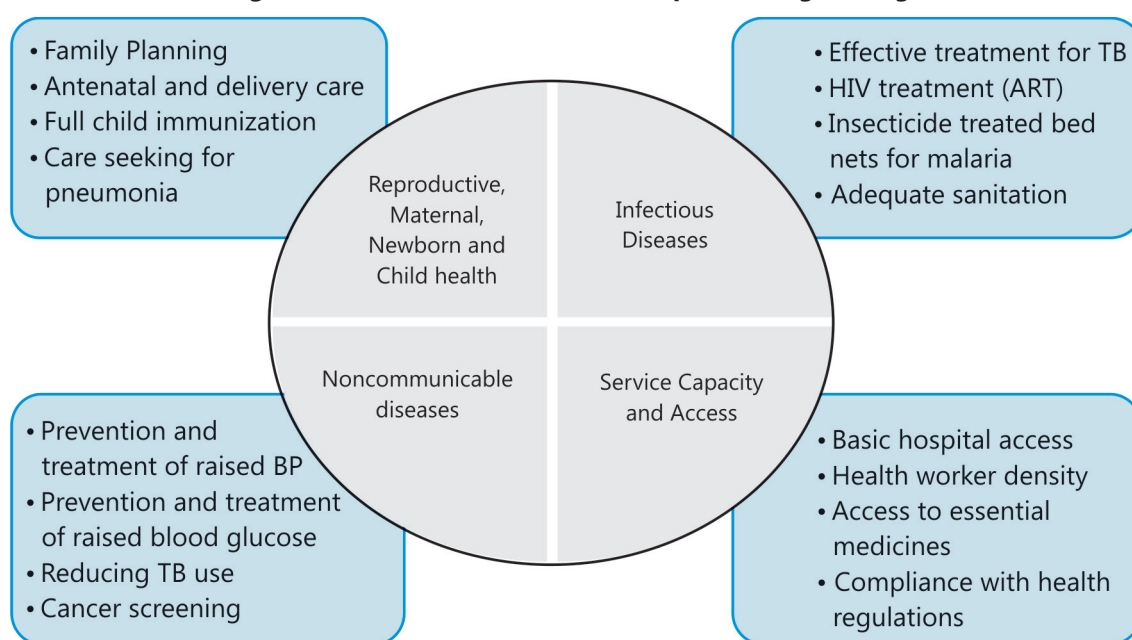 • Family Planning
• Antenatal and delivery care
• Full child immunization
• Care seeking for
pneumonia
• Effective treatment for TB
• HIV treatment (ART)
• Insecticide treated bed
nets for malaria
• Adequate sanitation
Reproductive,
Maternal,
Newborn and
Child health
Infectious
Diseases
Noncommunicable
diseases
Service Capacity
and Access
• Prevention and
treatment of raised BP
• Prevention and treatment
of raised blood glucose
• Reducing TB use
• Cancer screening
• Basic hospital access
• Health worker density
• Access to essential
medicines
• Compliance with health
regulations